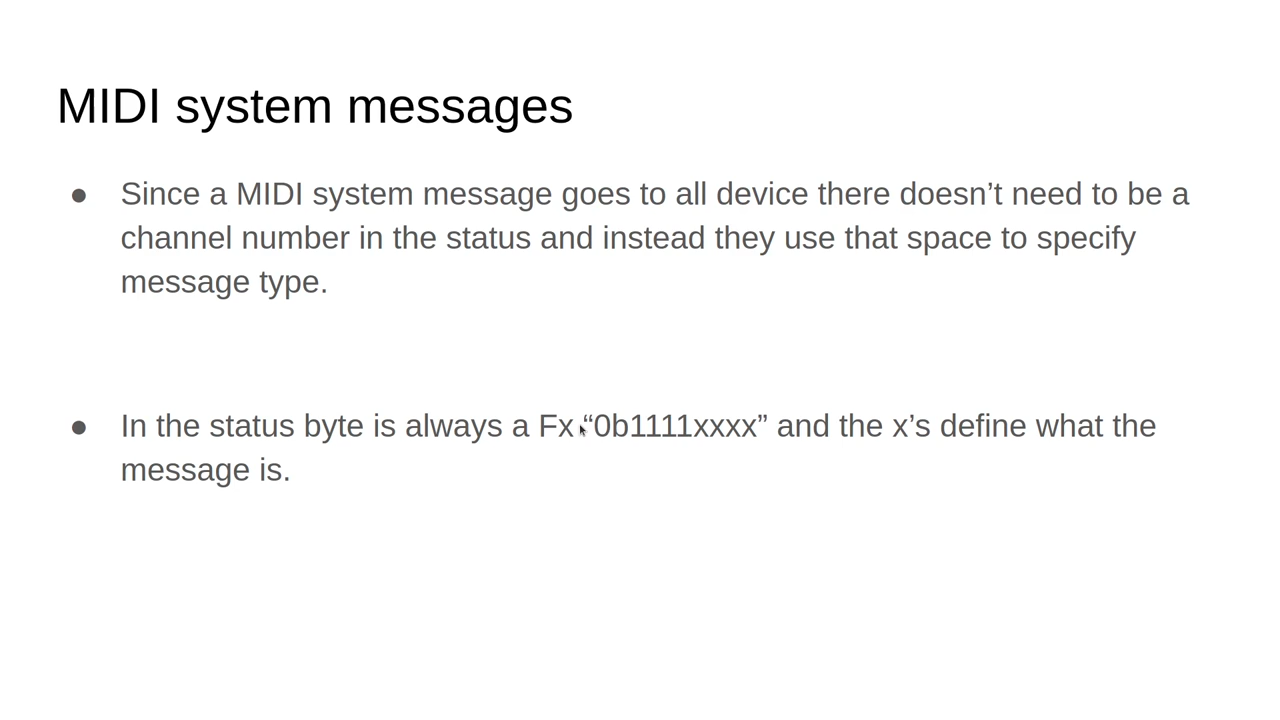 MIDI system messages
● Since a MIDI system message goes to all device there doesn’t need to be a
channel number in the status and instead they use that space to specify
message type.
● In the status byte is always a Fx “0b1111xxxx” and the x’s define what the
message is.